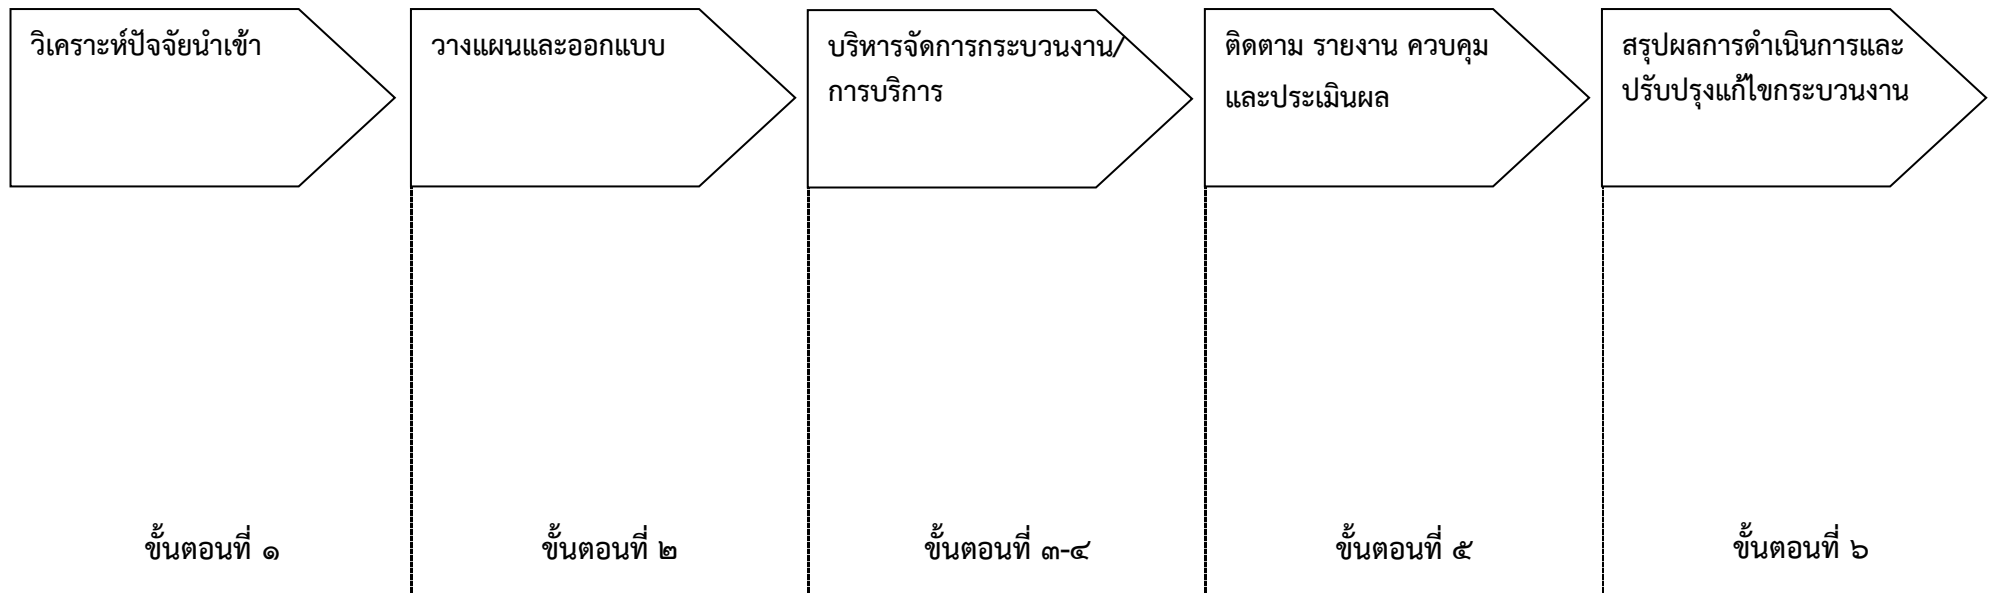 วิเคราะห์ปัจจัยนำเข้า
วางแผนและออกแบบ
บริหารจัดการกระบวนงาน/
การบริการ
ติดตาม รายงาน ควบคุม
และประเมินผล
สรุปผลการดำเนินการและ
ปรับปรุงแก้ไขกระบวนงาน
ขั้นตอนที่ ๑
ขั้นตอนที่ ๒
ขั้นตอนที่ ๓-๔
ขั้นตอนที่ ๕
ขั้นตอนที่ ๖